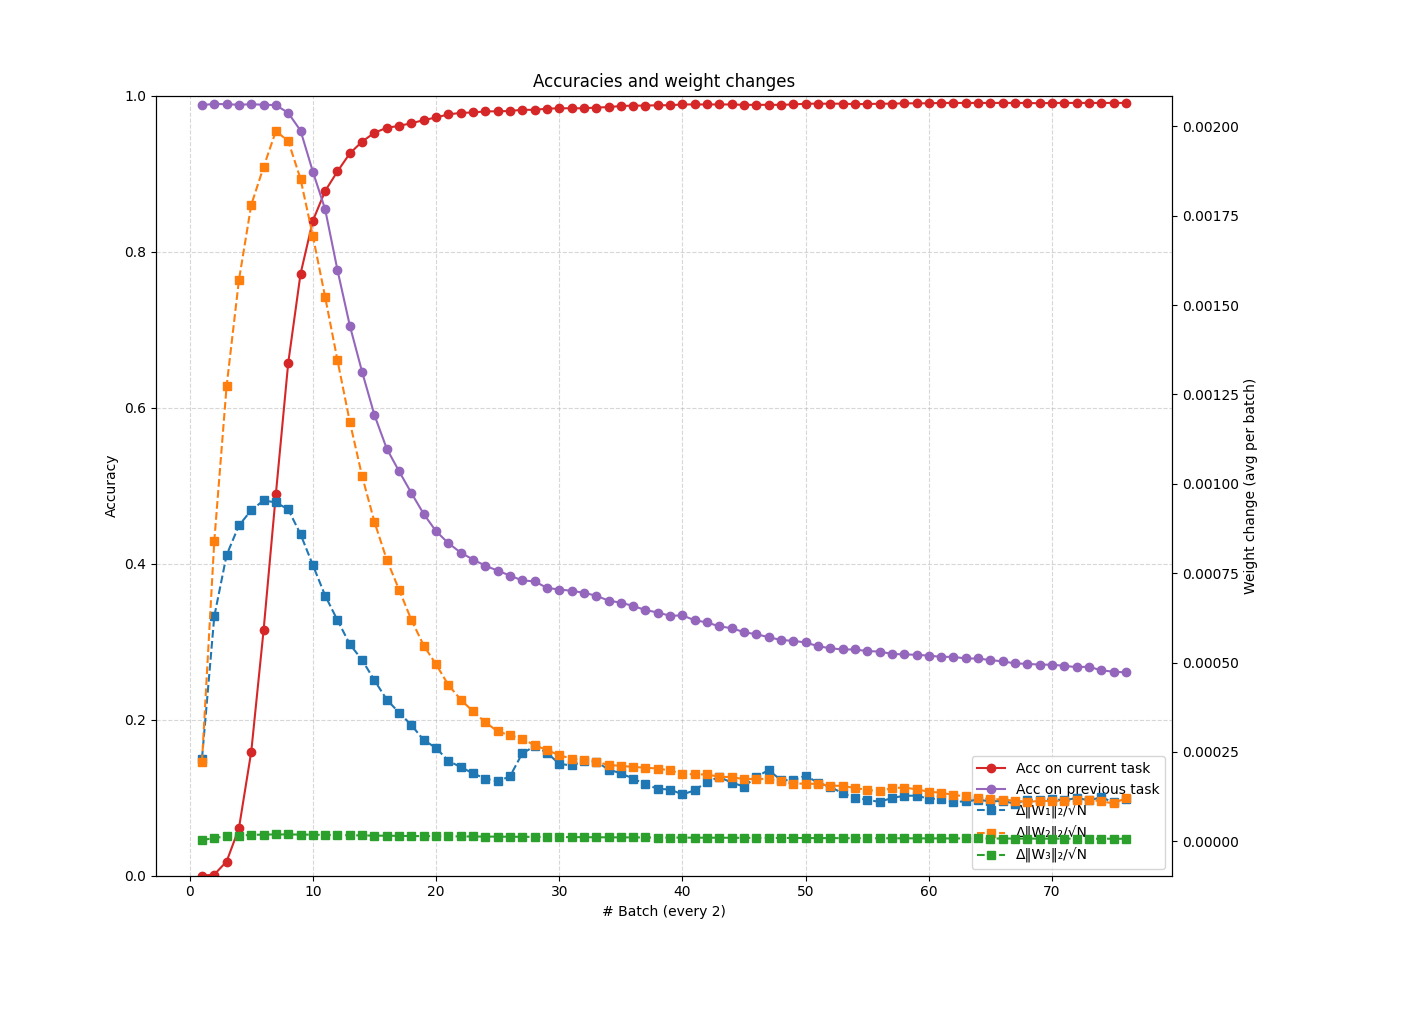 Accuracies and weight changes
1.0
0.8
0.6
0.4
0.2
0.0
Accuracy
0
10
20
30
40
50
60
70
# Batch (every 2)
0.00200
0.00175
0.00150
0.00125
0.00100
0.00075
0.00050
0.00025
0.00000
Weight change (avg per batch)
Acc on current task
Acc on previous task
Δ‖W₁‖₂/√N
Δ‖W₂‖₂/√N
Δ‖W₃‖₂/√N